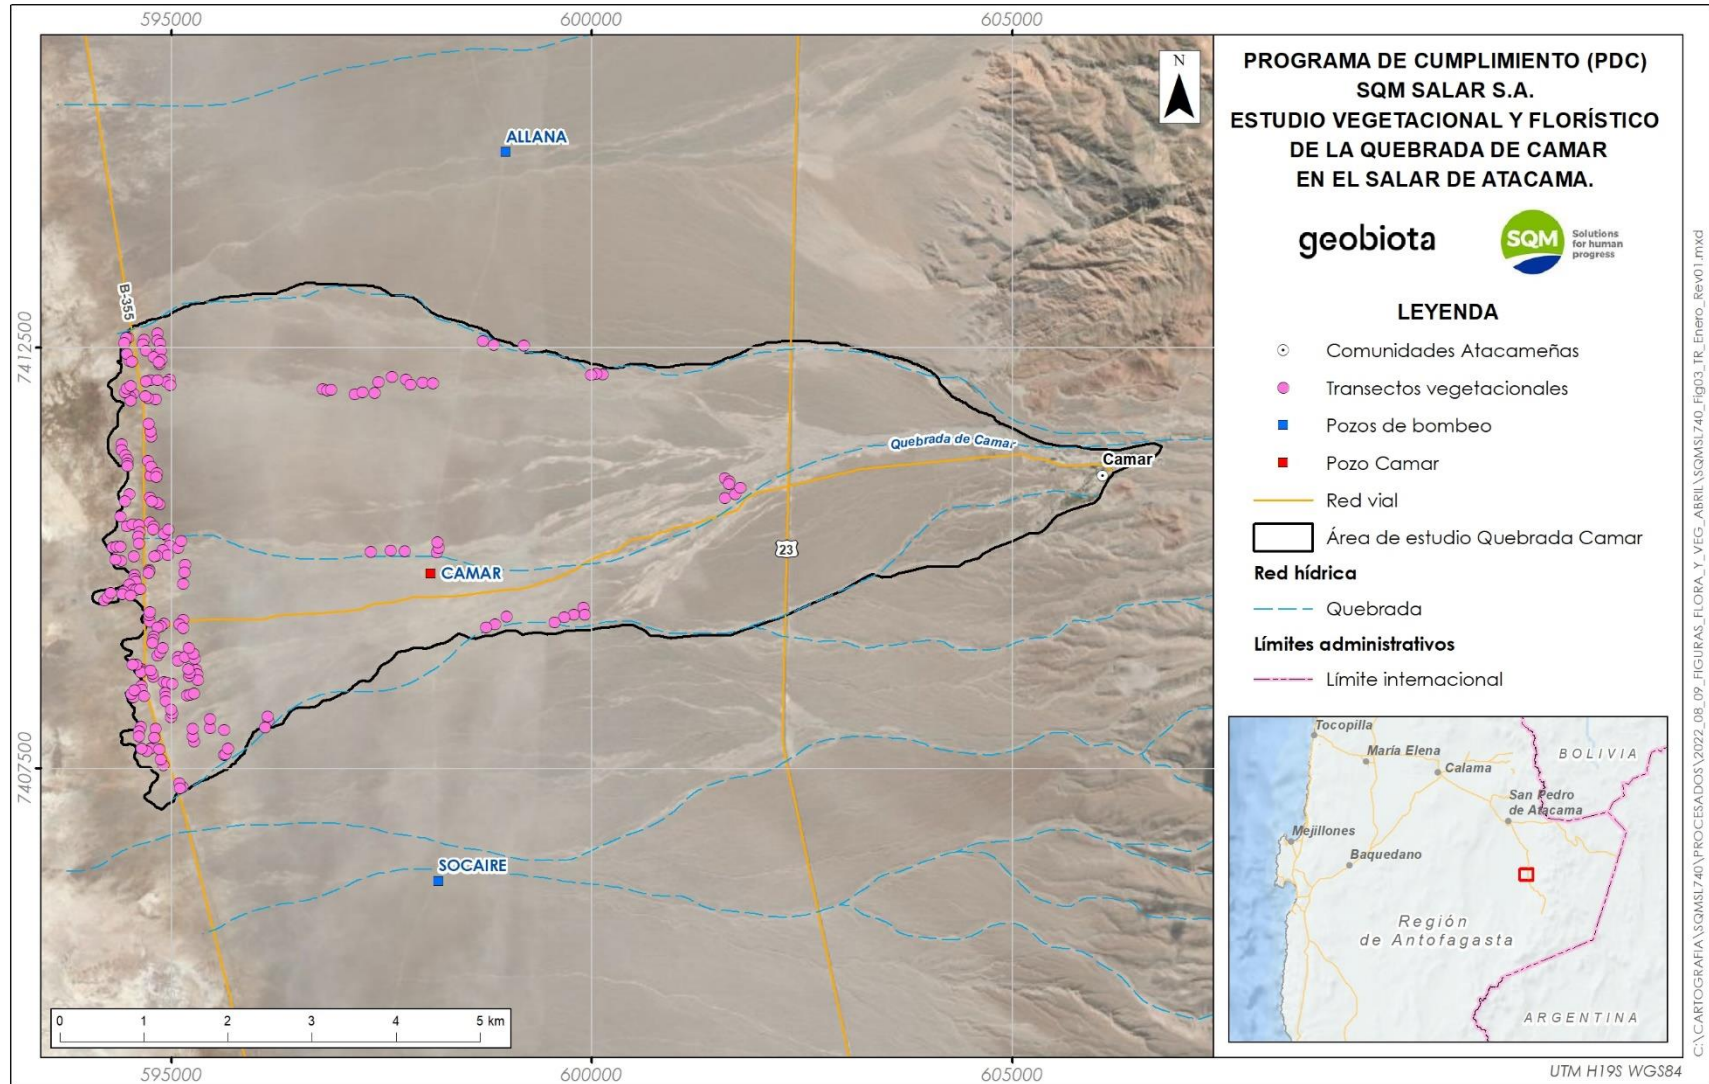 595000
600000
605000
7412500
7407500
595000
600000
605000
N
ALLANA
B-355
Quebrada de Camar
Camar
23
CAMAR
SOCAIRE
0 1 2 3 4 5 km
PROGRAMA DE CUMPLIMIENTO (PDC)
SQM SALAR S.A.
ESTUDIO VEGETACIONAL Y FLORÍSTICO
DE LA QUEBRADA DE CAMAR
EN EL SALAR DE ATACAMA.
geobiota
SQM
Solutions
for human
progress
LEYENDA
Comunidades Atacameñas
Transectos vegetacionales
Pozos de bombeo
Pozo Camar
Red vial
Área de estudio Quebrada Camar
Red hídrica
Quebrada
Límites administrativos
Límite internacional
Tocopilla
María Elena
Calama
BOLIVIA
San Pedro
de Atacama
Mejillones
Baquedano
Región
de Antofagasta
ARGENTINA
UTM H19S WGS84
C:\CARTOGRAFIA\SQMSL740\PROCESADOS\2022_08_09_FIGURAS_FLORA_Y_VEG_ABRIL\SQMSL740_Fig03_TR_Enero_Rev01.mxd